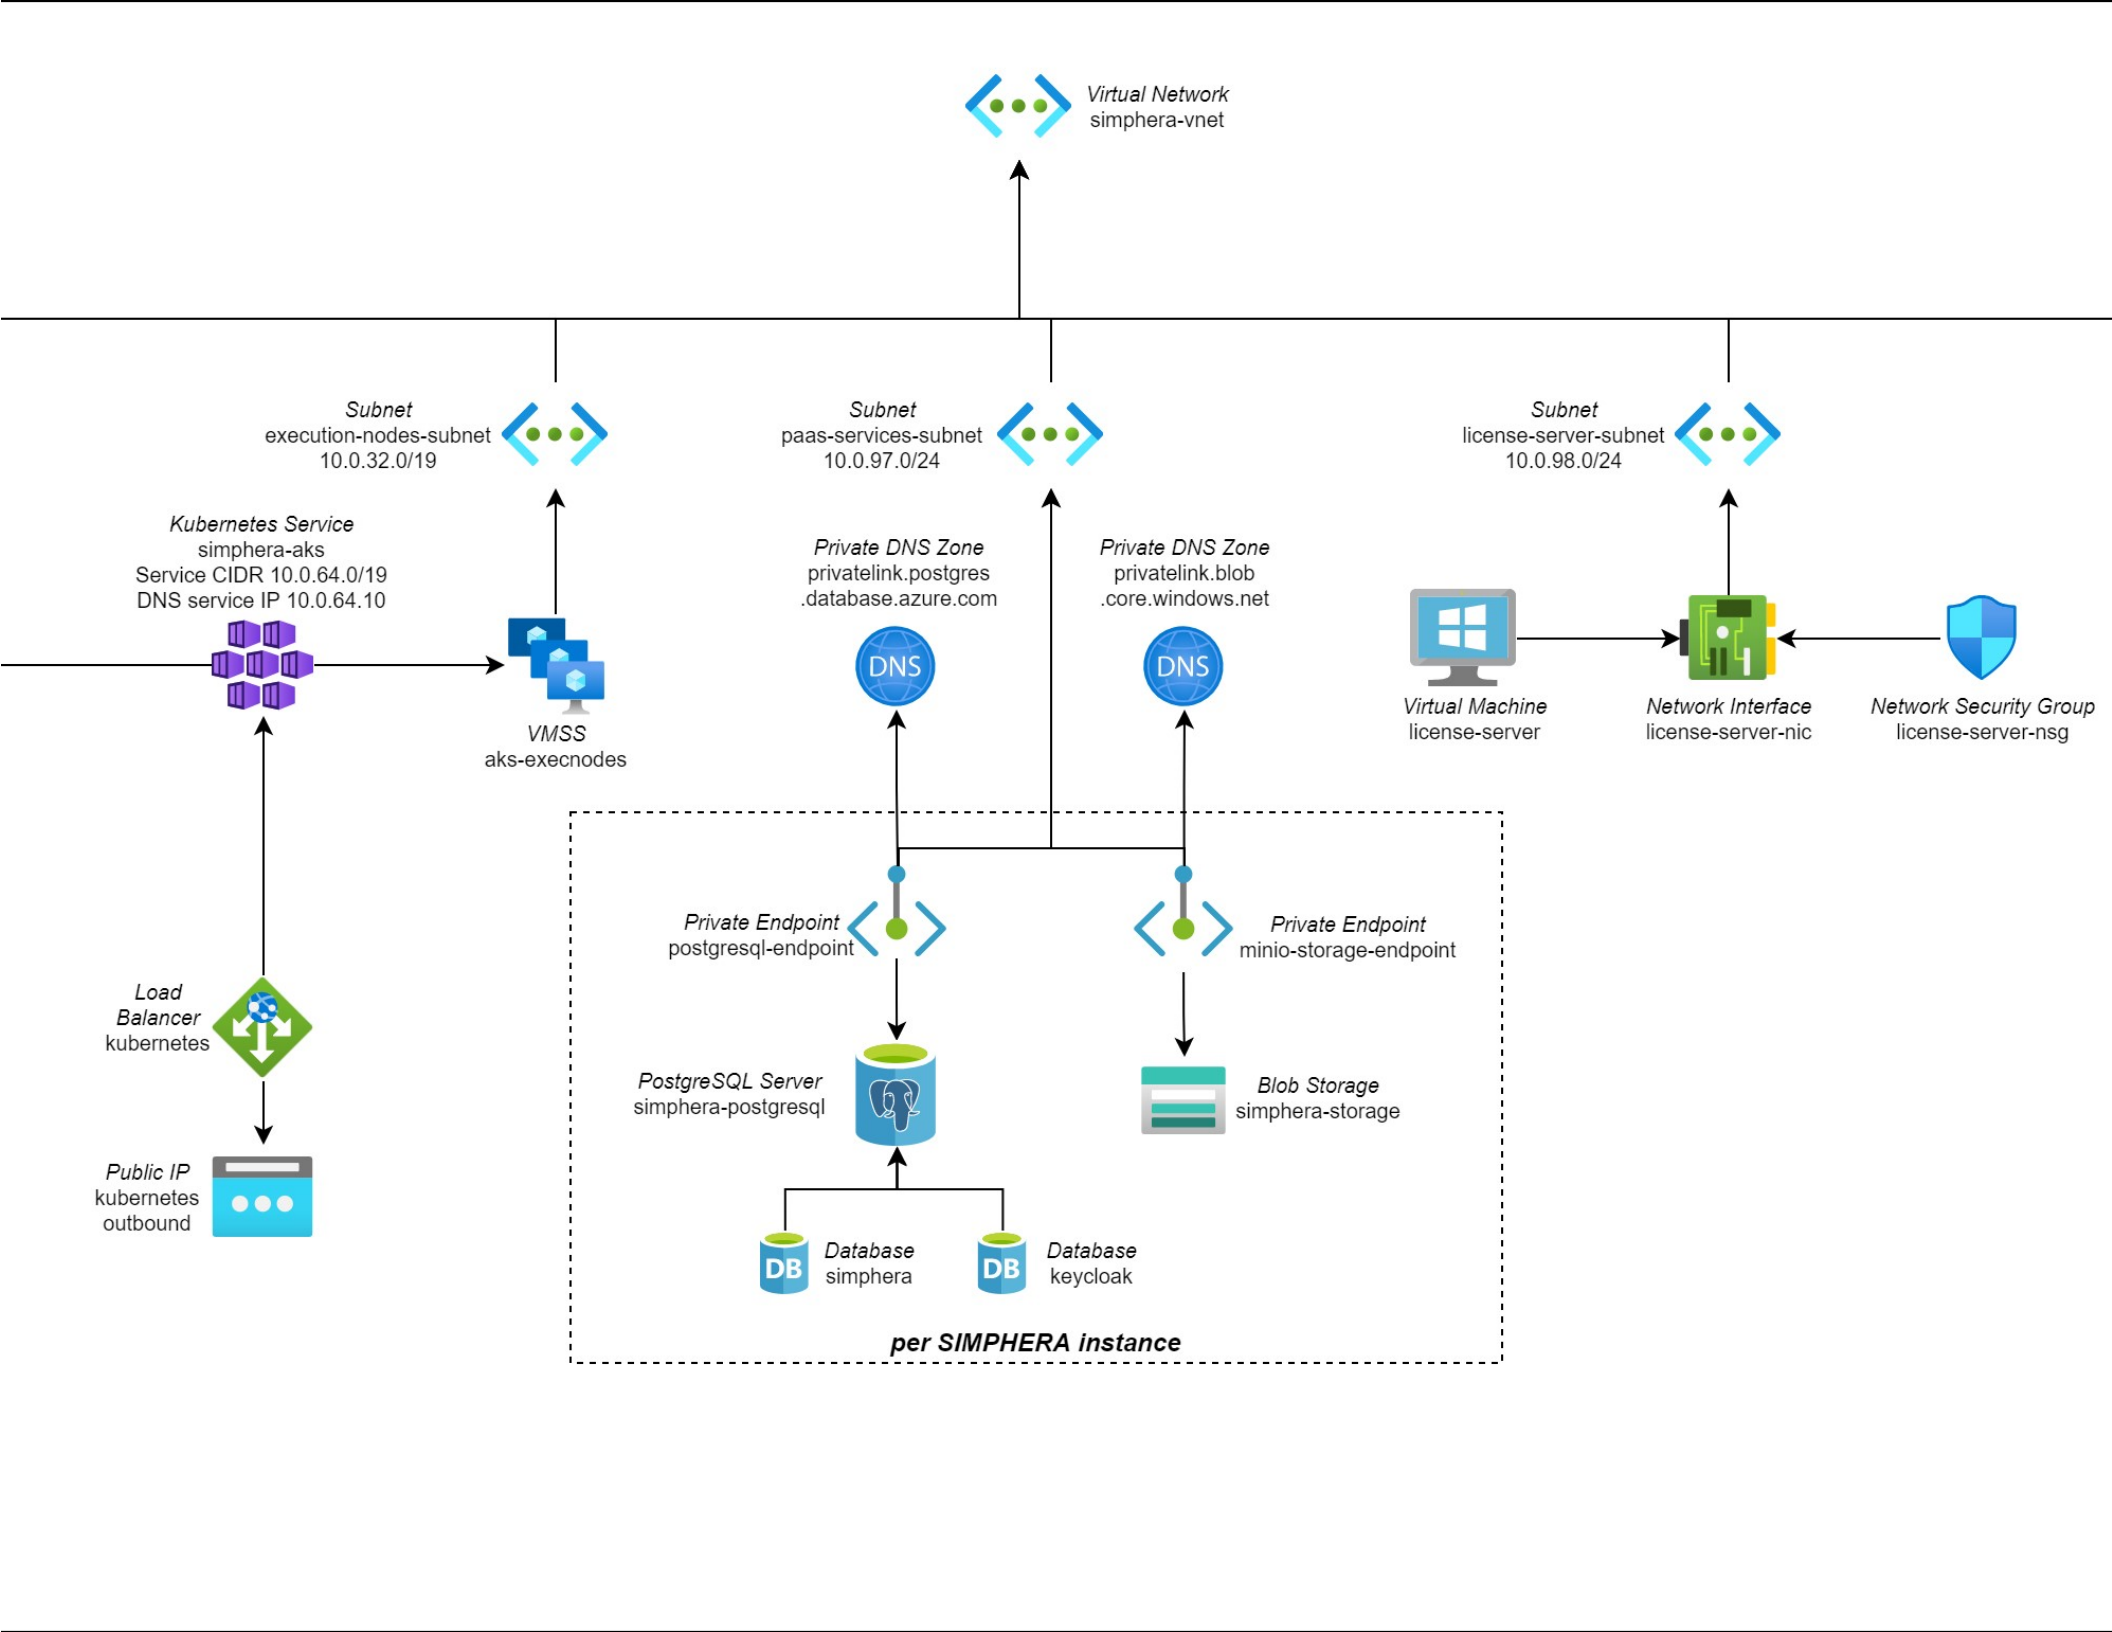 Virtual Network
simphera-vnet
Subnet
execution-nodes-subnet
10.0.32.0/19
Subnet
paas-services-subnet
10.0.97.0/24
Subnet
license-server-subnet
10.0.98.0/24
Kubernetes Service
simphera-aks
Service CIDR 10.0.64.0/19
DNS service IP 10.0.64.10
Private DNS Zone
privatelink.postgres
.database.azure.com
DNS
Private DNS Zone
privatelink.blob
.core.windows.net
DNS
VMSS
aks-execnodes
Virtual Machine
license-server
Network Interface
license-server-nic
Network Security Group
license-server-nsg
Private Endpoint
postgresql-endpoint
Private Endpoint
minio-storage-endpoint
Load
Balancer
kubernetes
PostgreSQL Server
simphera-postgresql
Blob Storage
simphera-storage
Public IP
kubernetes
outbound
DB
Database
simphera
DB
Database
keycloak
per SIMPHERA instance